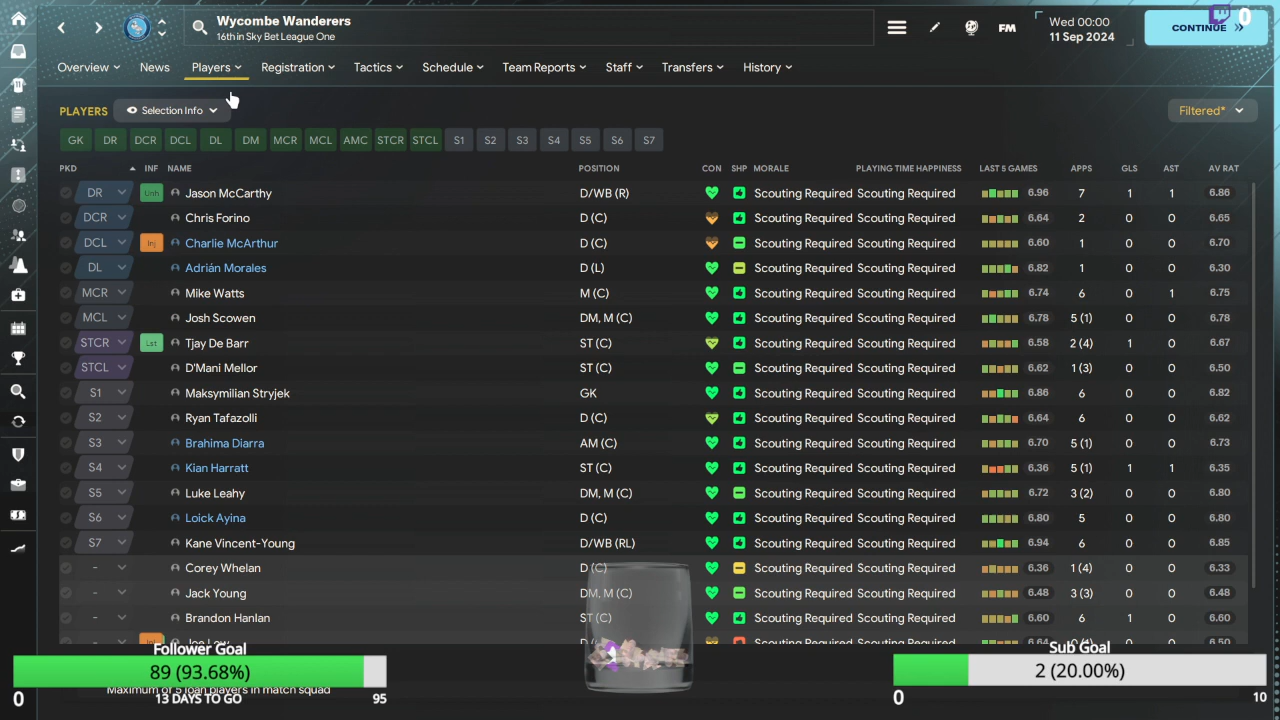 Wycombe Wanderers
16th in Sky Bet League One
FM
Wed 00:00
11 Sep 2024
CONTINUE
0
Overview
News
Players
Registration
Tactics
Schedule
Team Reports
Staff
Transfers
History
PLAYERS
Selection Info
Filtered*
GK DR DCR DCL DL DM MCR MCL AMC STCR STCL S1 S2 S3 S4 S5 S6 S7
PKD INF NAME POSITION CON SHP MORALE PLAYING TIME HAPPINESS LAST 5 GAMES APPS GLS AST AV RAT
DR Unh Jason McCarthy D/WB (R) Scouting Required Scouting Required 6.96 7 1 1 6.86
DCR Chris Forino D (C) Scouting Required Scouting Required 6.64 2 0 0 6.65
DCL Inj Charlie McArthur D (C) Scouting Required Scouting Required 6.60 1 0 0 6.70
DL Adrián Morales D (L) Scouting Required Scouting Required 6.82 1 0 0 6.30
MCR Mike Watts M (C) Scouting Required Scouting Required 6.74 6 0 1 6.75
MCL Josh Scowen DM, M (C) Scouting Required Scouting Required 6.78 5 (1) 0 0 6.78
STCR Lst Tjay De Barr ST (C) Scouting Required Scouting Required 6.58 2 (4) 1 0 6.67
STCL D'Mani Mellor ST (C) Scouting Required Scouting Required 6.62 1 (3) 0 0 6.50
S1 Maksymilian Stryjek GK Scouting Required Scouting Required 6.86 6 0 0 6.82
S2 Ryan Tafazolli D (C) Scouting Required Scouting Required 6.64 6 0 0 6.62
S3 Brahima Diarra AM (C) Scouting Required Scouting Required 6.70 5 (1) 0 0 6.73
S4 Kian Harratt ST (C) Scouting Required Scouting Required 6.36 5 (1) 1 1 6.35
S5 Luke Leahy DM, M (C) Scouting Required Scouting Required 6.72 3 (2) 0 0 6.80
S6 Loick Ayina D (C) Scouting Required Scouting Required 6.80 5 0 0 6.80
S7 Kane Vincent-Young D/WB (RL) Scouting Required Scouting Required 6.94 6 0 0 6.85
- Corey Whelan D (C) Scouting Required Scouting Required 6.36 1 (4) 0 0 6.33
- Jack Young DM, M (C) Scouting Required Scouting Required 6.48 3 (3) 0 0 6.48
- Brandon Hanlan ST (C) Scouting Required Scouting Required 6.60 6 1 0 6.60
Follower Goal
89 (93.68%)
Maximum of 5 loan players in match squad
0
13 DAYS TO GO
95
Sub Goal
2 (20.00%)
0
10